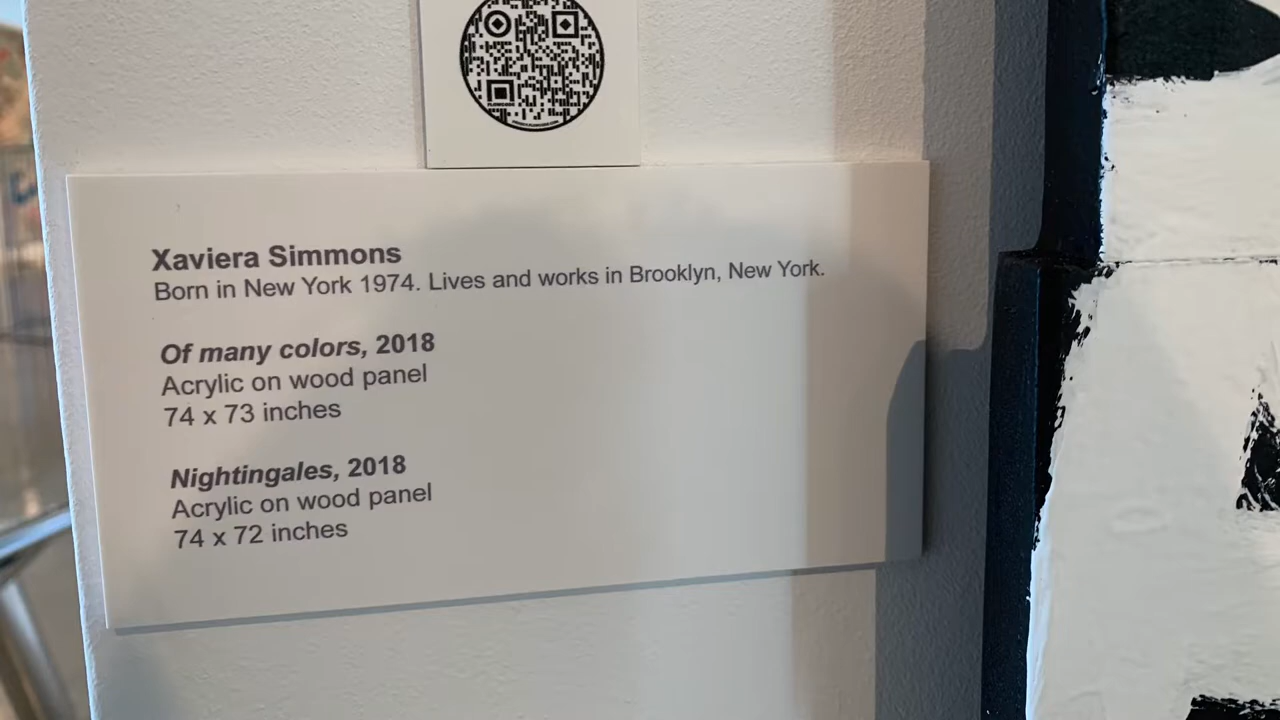 Xaviera Simmons
Born in New York 1974. Lives and works in Brooklyn, New York.
Of many colors, 2018
Acrylic on wood panel
74 x 73 inches
Nightingales, 2018
Acrylic on wood panel
74 x 72 inches